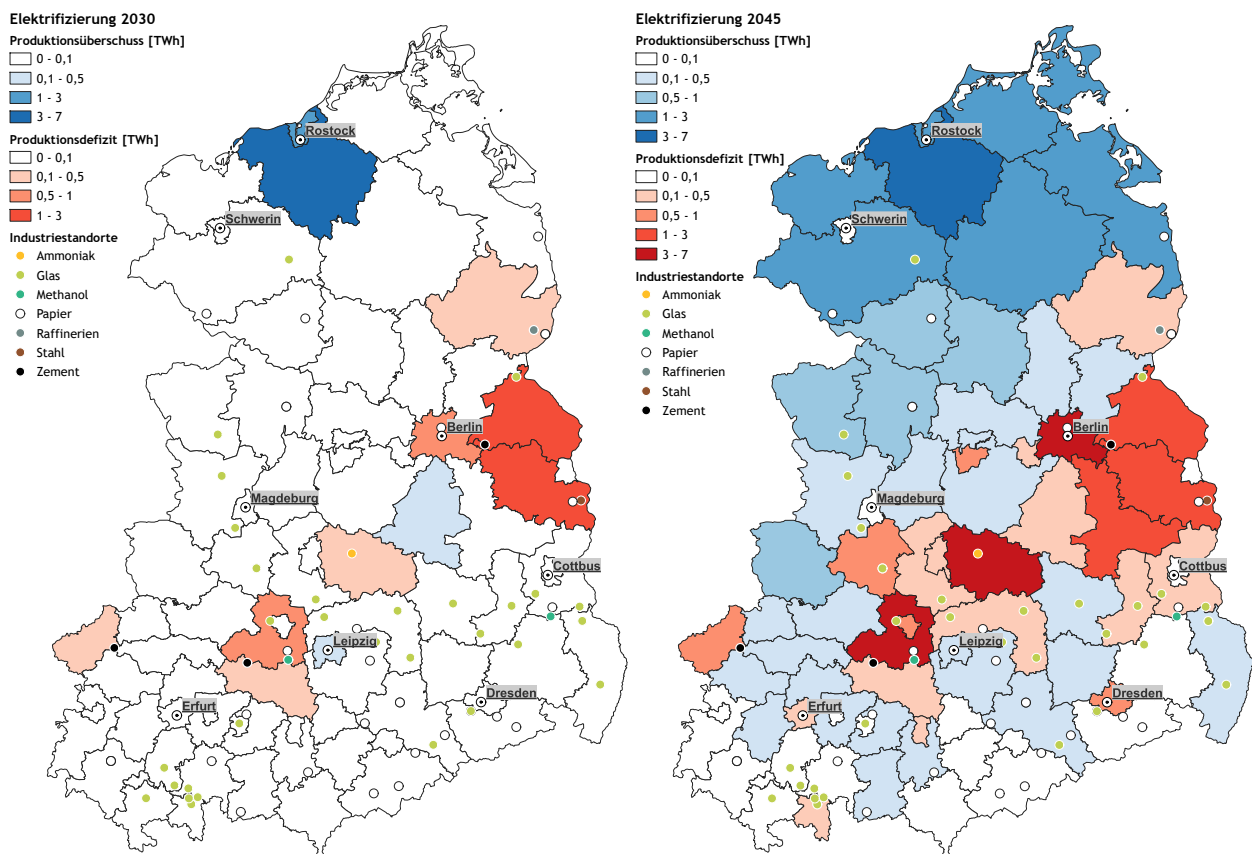 Elektrifizierung 2030
Produktionsüberschuss [TWh]
0 - 0,1
0,1 - 0,5
1 - 3
3 - 7
Produktionsdefizit [TWh]
0 - 0,1
0,1 - 0,5
0,5 - 1
1 - 3
Industriestandorte
Ammoniak
Glas
Methanol
Papier
Raffinerien
Stahl
Zement
Rostock
Schwerin
Berlin
Magdeburg
Cottbus
Leipzig
Dresden
Erfurt
Elektrifizierung 2045
Produktionsüberschuss [TWh]
0 - 0,1
0,1 - 0,5
0,5 - 1
1 - 3
3 - 7
Produktionsdefizit [TWh]
0 - 0,1
0,1 - 0,5
0,5 - 1
1 - 3
3 - 7
Industriestandorte
Ammoniak
Glas
Methanol
Papier
Raffinerien
Stahl
Zement
Rostock
Schwerin
Berlin
Magdeburg
Cottbus
Leipzig
Dresden
Erfurt